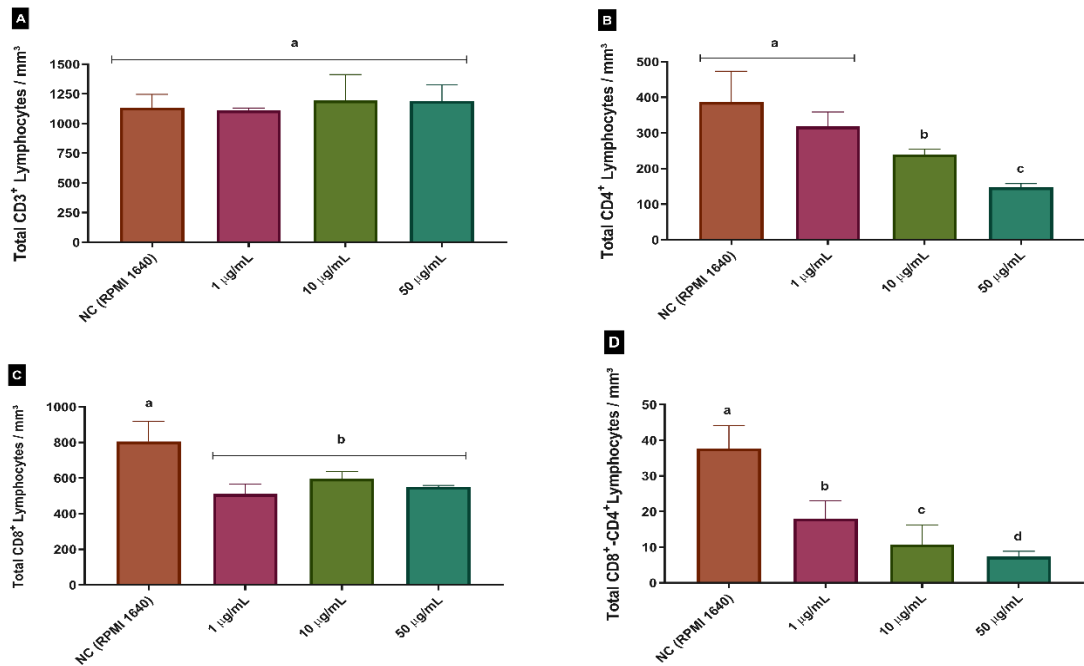 A
Total CD3⁺ Lymphocytes / mm³
a
1500
1250
1000
750
500
250
0
NC (RPMI 1640)
1 µg/mL
10 µg/mL
50 µg/mL
B
Total CD4⁺ Lymphocytes / mm³
a
b
c
500
400
300
200
100
0
NC (RPMI 1640)
1 µg/mL
10 µg/mL
50 µg/mL
C
Total CD8⁺ Lymphocytes / mm³
a
b
1000
800
600
400
200
0
NC (RPMI 1640)
1 µg/mL
10 µg/mL
50 µg/mL
D
Total CD8⁺-CD4⁺Lymphocytes / mm³
a
b
c
d
50
40
30
20
10
0
NC (RPMI 1640)
1 µg/mL
10 µg/mL
50 µg/mL